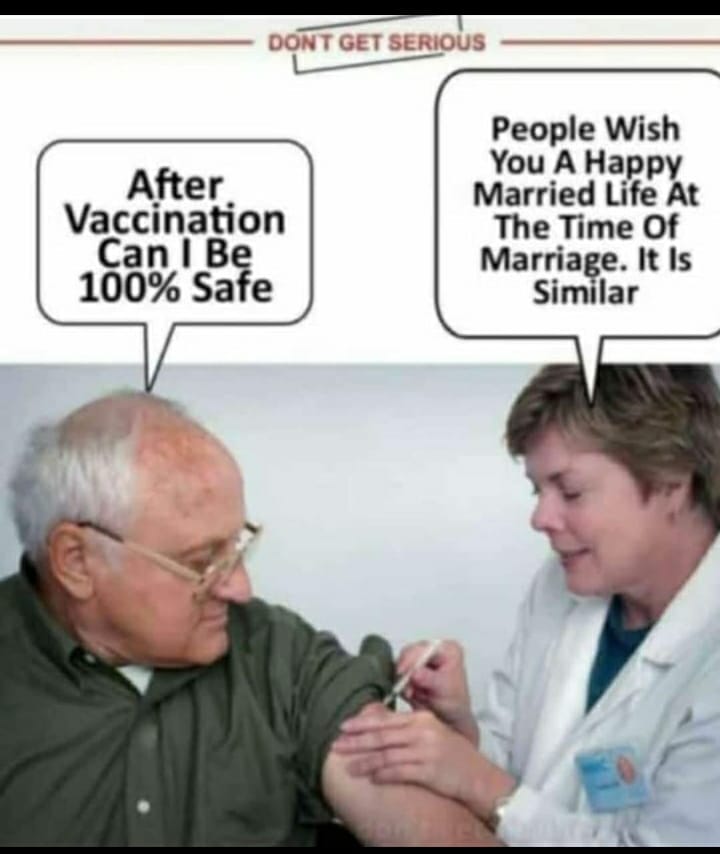 DON'T GET SERIOUS
After
Vaccination
Can I Be
100% Safe
People Wish
You A Happy
Married Life At
The Time Of
Marriage. It Is
Similar